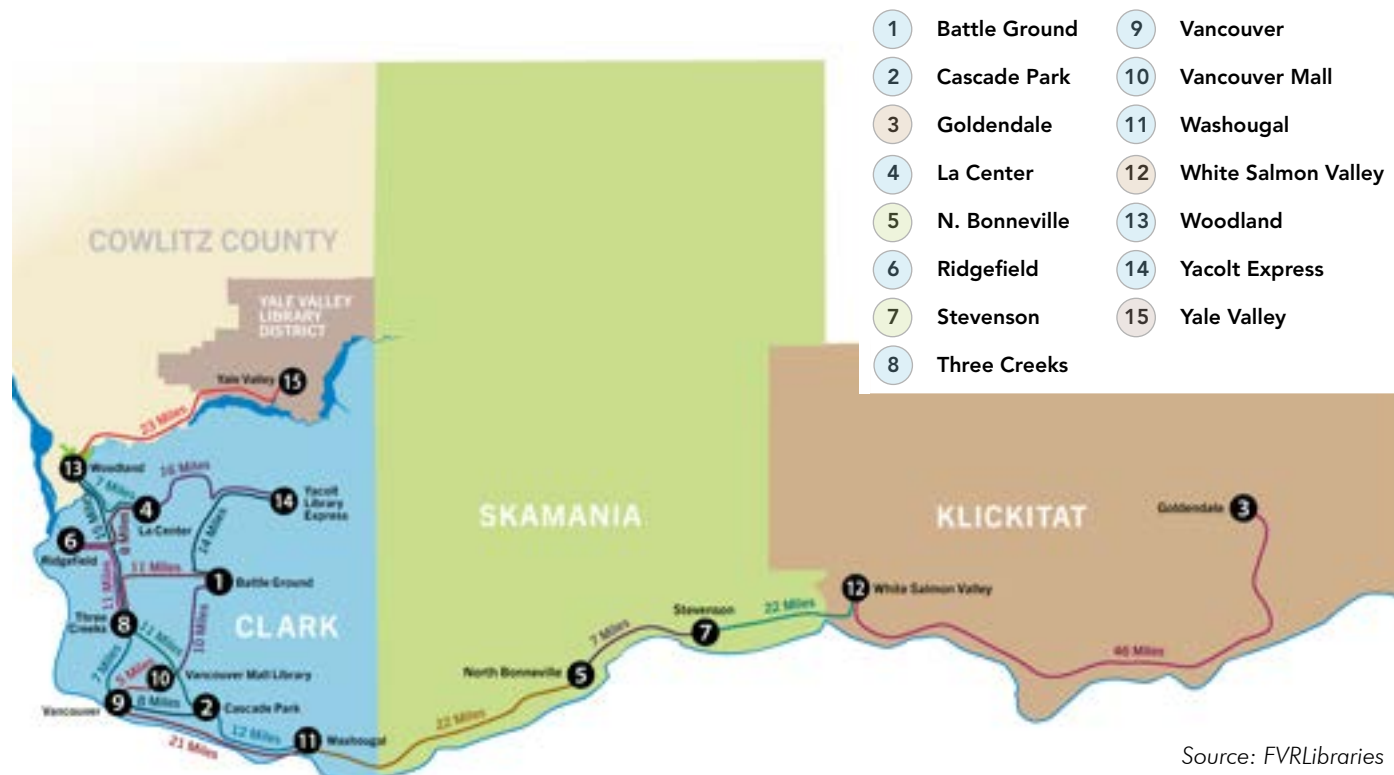 1 Battle Ground
2 Cascade Park
3 Goldendale
4 La Center
5 N. Bonneville
6 Ridgefield
7 Stevenson
8 Three Creeks
9 Vancouver
10 Vancouver Mall
11 Washougal
12 White Salmon Valley
13 Woodland
14 Yacolt Express
15 Yale Valley
COWLITZ COUNTY
YALE VALLEY
LIBRARY
DISTRICT
Yale Valley 15
23 Miles
13 Woodland
16 Miles
7 Miles
4
La Center
14 Yacolt
Library
Express
Miles
8 Miles
14 Miles
6
Ridgefield
11 Miles
11 Miles
1 Battle Ground
Three
Creeks
8
11 Miles
10 Miles
CLARK
7 Miles
5 Miles
10 Vancouver Mall Library
Vancouver 9
8 Miles
2 Cascade Park
12 Miles
21 Miles
11 Washougal
SKAMANIA
22 Miles
North Bonneville 5
7 Miles
Stevenson
7
22 Miles
KLICKITAT
Goldendale 3
12 White Salmon Valley
46 Miles
Source: FVRLibraries